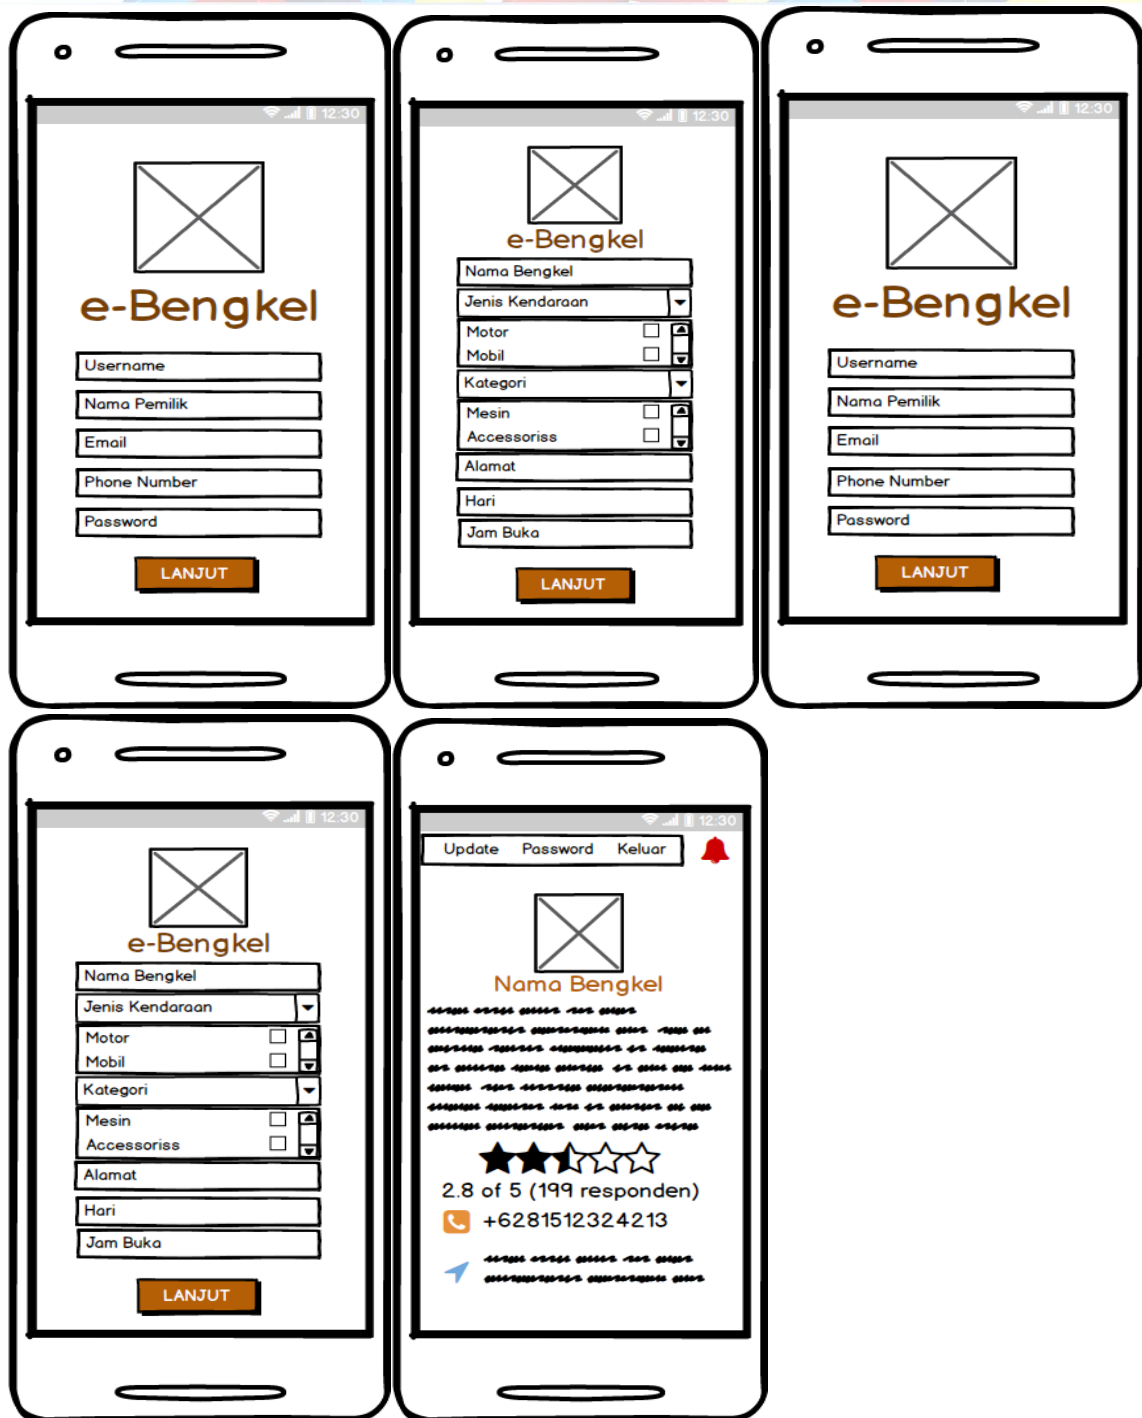 12:30
e-Bengkel
Username
Nama Pemilik
Email
Phone Number
Password
LANJUT
12:30
e-Bengkel
Nama Bengkel
Jenis Kendaraan
Motor
Mobil
Kategori
Mesin
Accessoriss
Alamat
Hari
Jam Buka
LANJUT
12:30
e-Bengkel
Username
Nama Pemilik
Email
Phone Number
Password
LANJUT
12:30
e-Bengkel
Nama Bengkel
Jenis Kendaraan
Motor
Mobil
Kategori
Mesin
Accessoriss
Alamat
Hari
Jam Buka
LANJUT
12:30
Update Password Keluar
Nama Bengkel
2.8 of 5 (199 responden)
+6281512324213